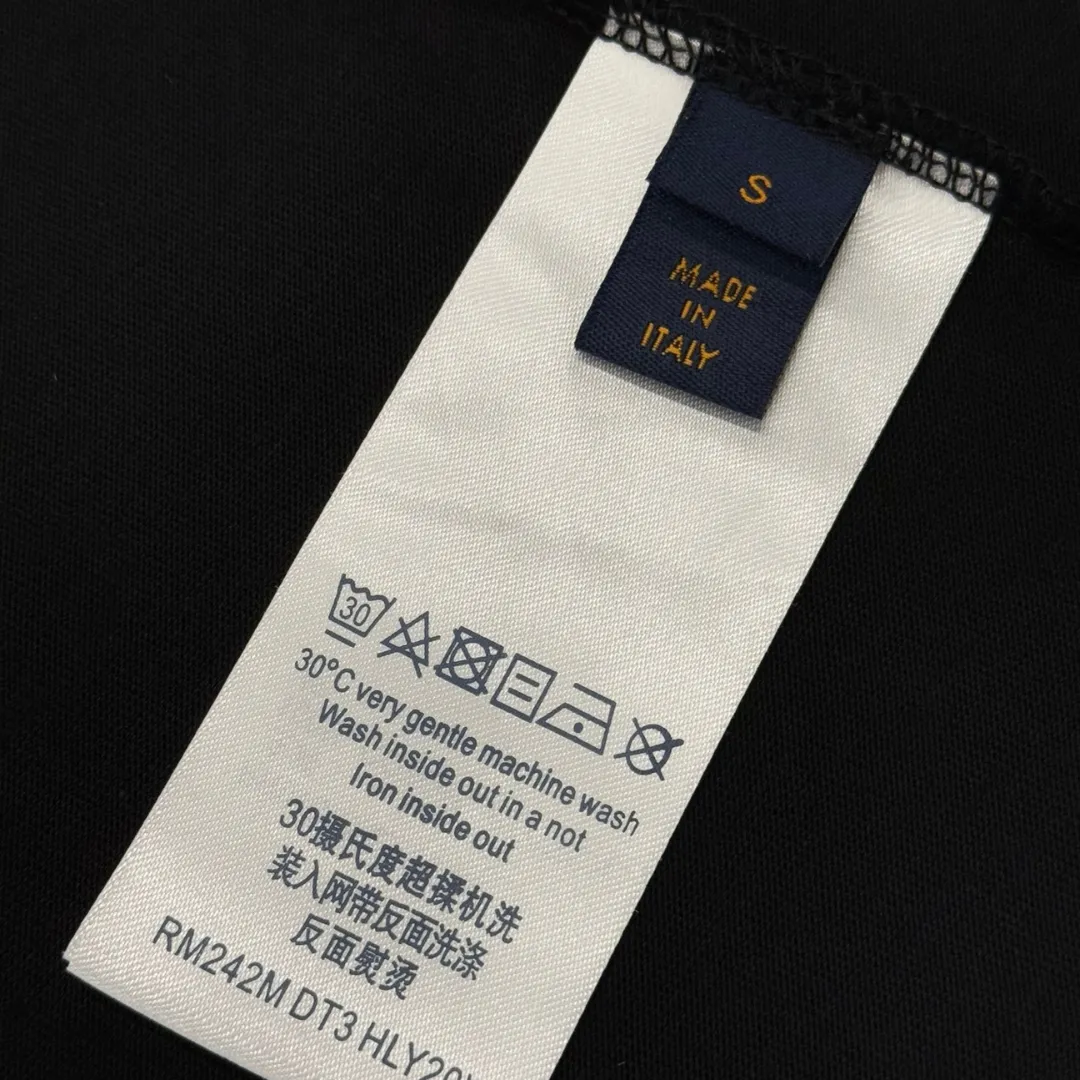 S
MADE
IN
ITALY
30
30°C very gentle machine wash
Wash inside out in a not
Iron inside out
30摄氏度超揉机洗
装入网带反面洗涤
反面熨烫
RM242M DT3